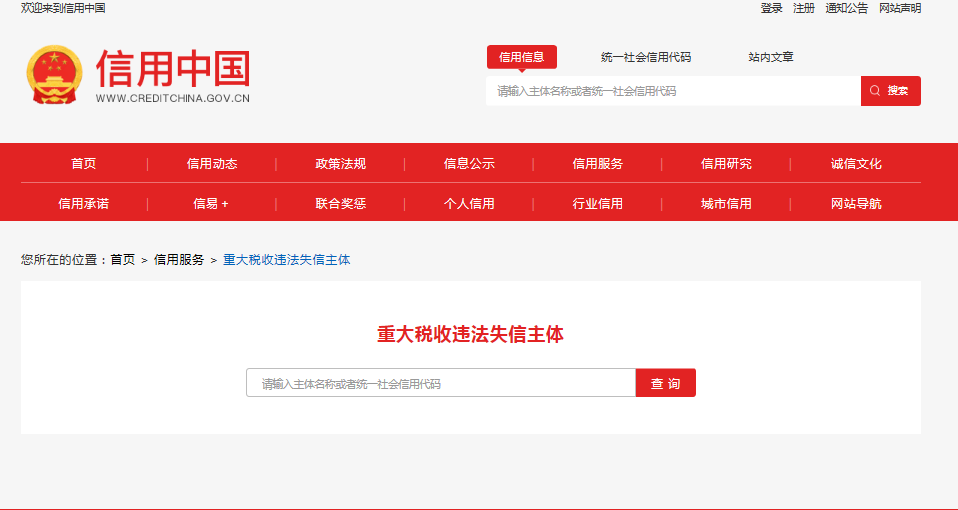 欢迎来到信用中国
登录 注册 通知公告 网站声明
信用中国
WWW.CREDITCHINA.GOV.CN
信用信息 统一社会信用代码 站内文章
请输入主体名称或者统一社会信用代码 搜索
首页 | 信用动态 | 政策法规 | 信息公示 | 信用服务 | 信用研究 | 诚信文化
信用承诺 | 信易+ | 联合奖惩 | 个人信用 | 行业信用 | 城市信用 | 网站导航
您所在的位置：首页 > 信用服务 > 重大税收违法失信主体
重大税收违法失信主体
请输入主体名称或者统一社会信用代码 查 询